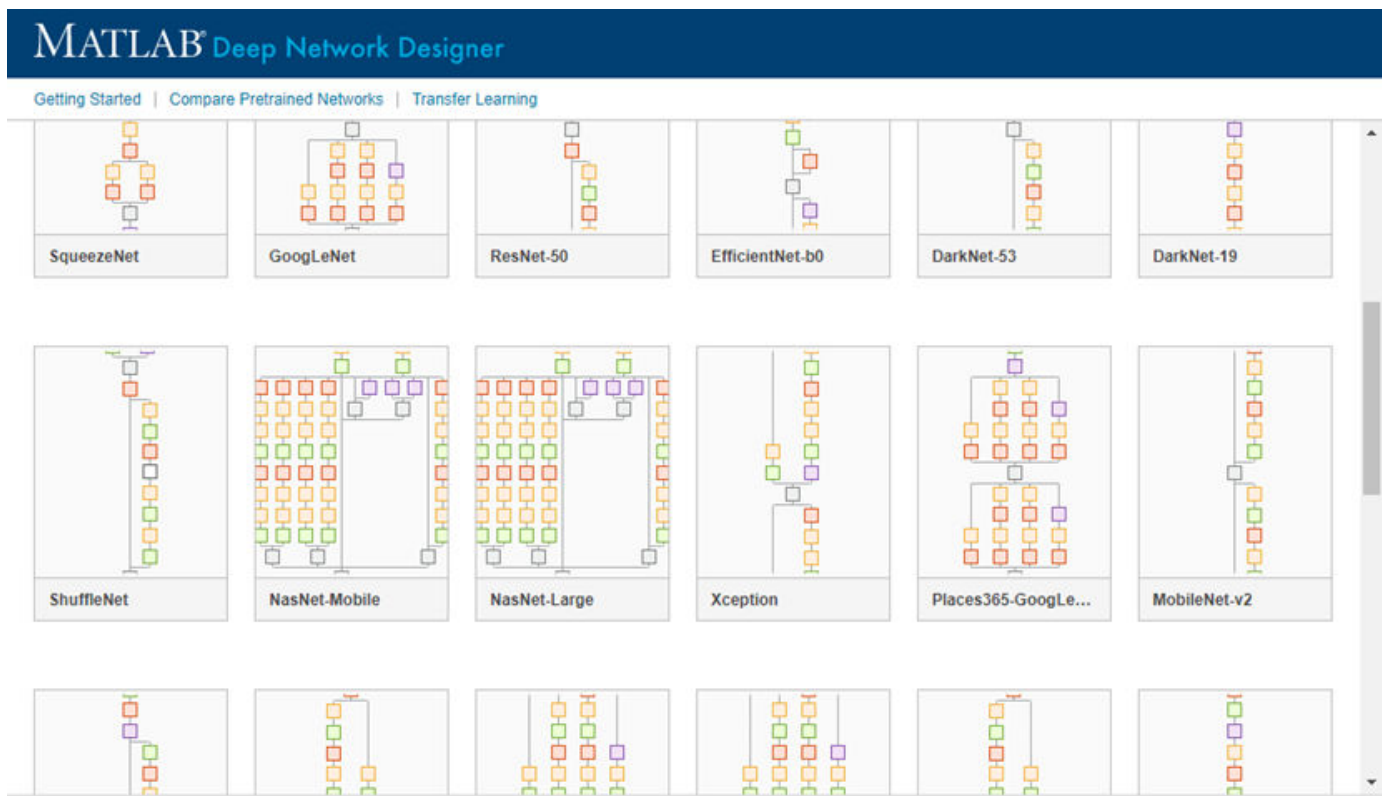 MATLAB® Deep Network Designer
Getting Started | Compare Pretrained Networks | Transfer Learning
SqueezeNet GoogLeNet ResNet-50 EfficientNet-b0 DarkNet-53 DarkNet-19
ShuffleNet NasNet-Mobile NasNet-Large Xception Places365-GoogLe... MobileNet-v2